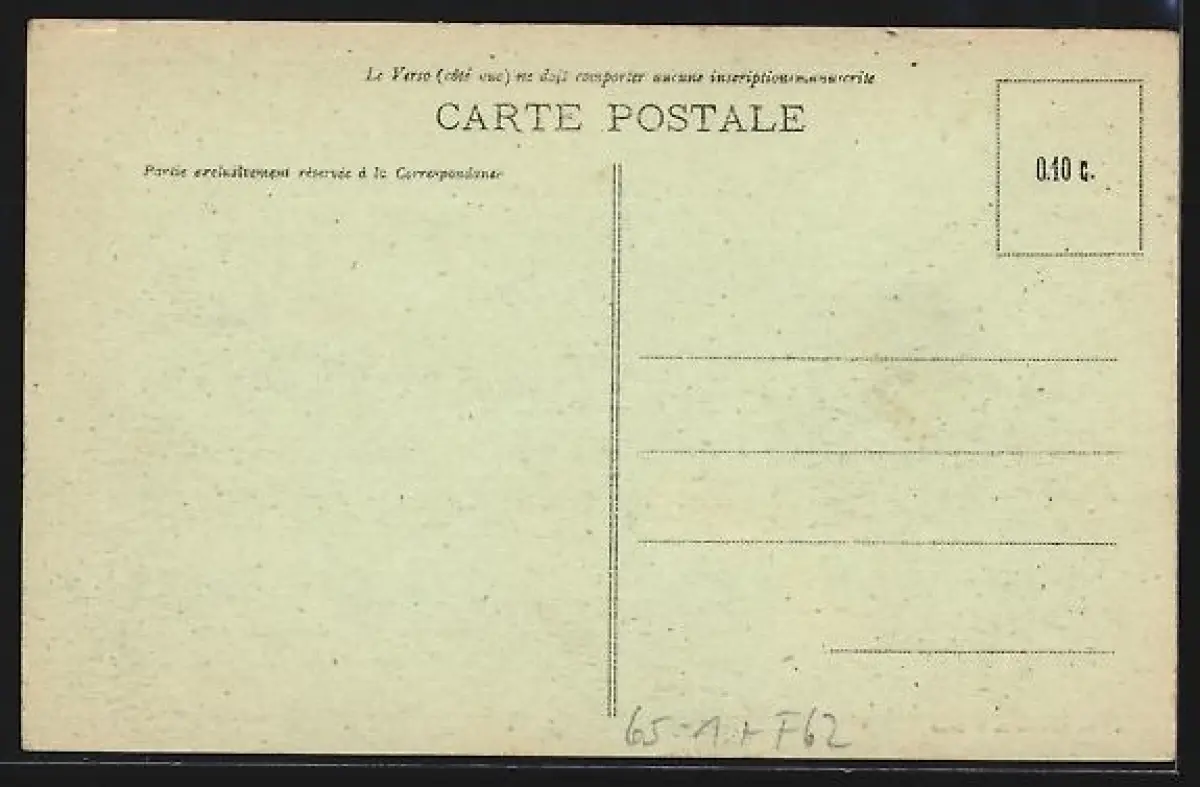 Le Verso (côté vue) ne doit comporter aucune inscription manuscrite
CARTE POSTALE
Partie exclusivement réservée à la Correspondance
0.10 c.
65-1 + F62